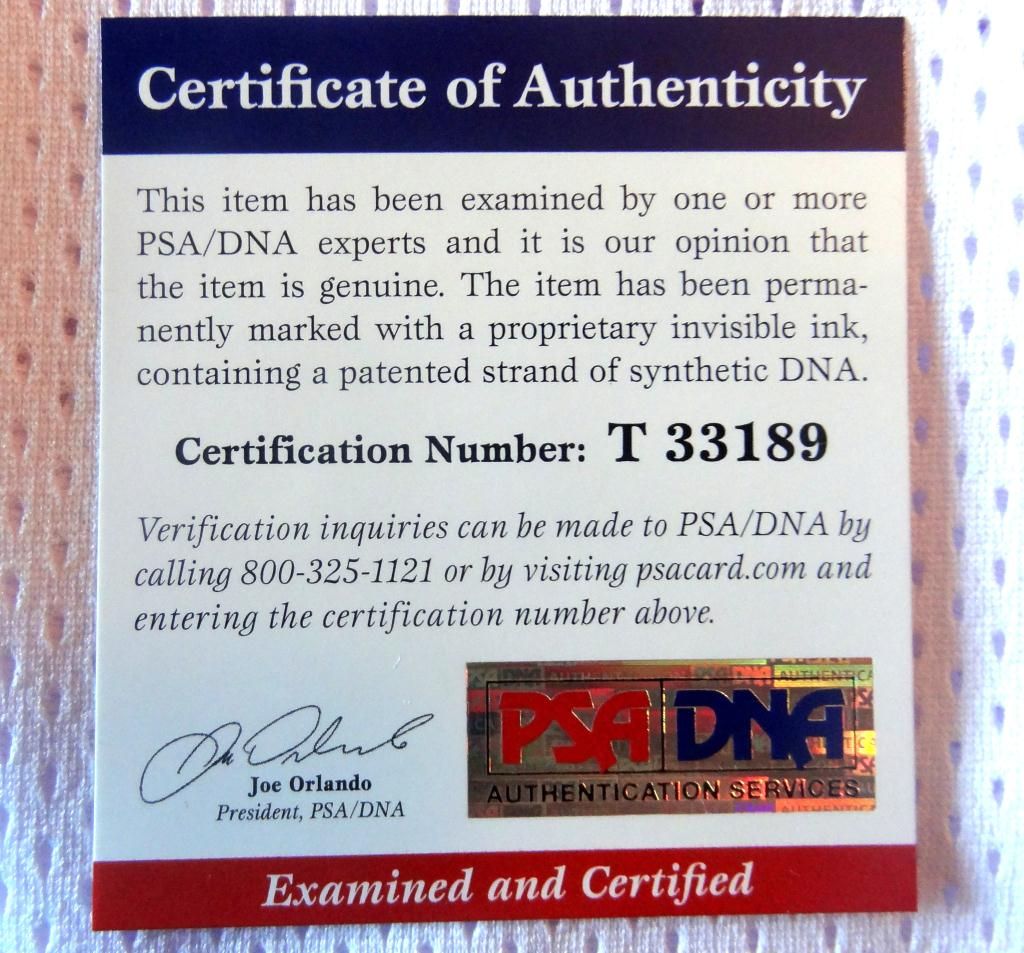 Certificate of Authenticity
This item has been examined by one or more
PSA/DNA experts and it is our opinion that
the item is genuine. The item has been perma-
nently marked with a proprietary invisible ink,
containing a patented strand of synthetic DNA.
Certification Number: T 33189
Verification inquiries can be made to PSA/DNA by
calling 800-325-1121 or by visiting psacard.com and
entering the certification number above.
Joe Orlando
President, PSA/DNA
PSA DNA
AUTHENTICATION SERVICES
Examined and Certified